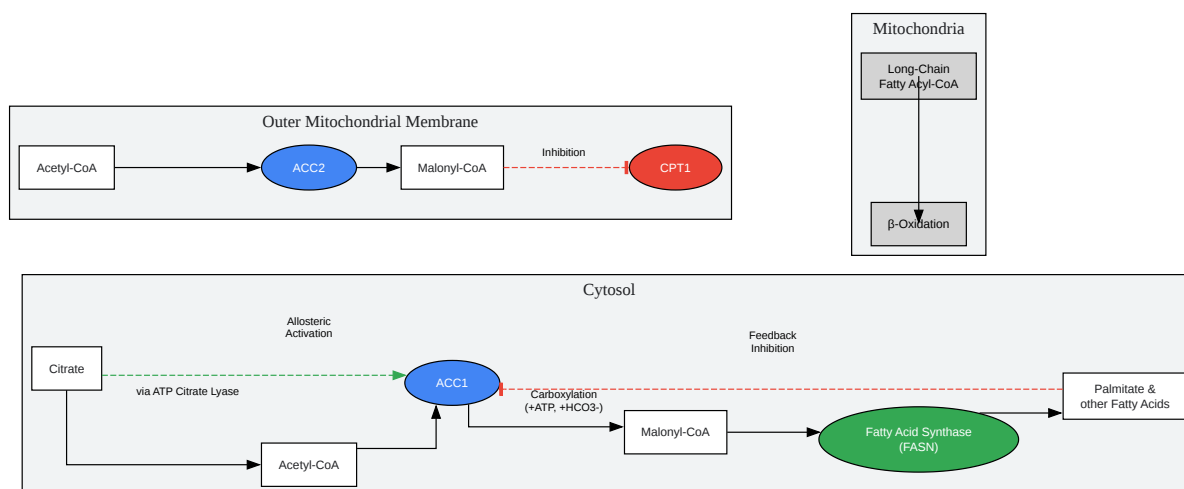 Mitochondria
Long-Chain
Fatty Acyl-CoA
β-Oxidation
Outer Mitochondrial Membrane
Acetyl-CoA
ACC2
Malonyl-CoA
Inhibition
CPT1
Cytosol
Allosteric
Activation
Feedback
Inhibition
Citrate
via ATP Citrate Lyase
ACC1
Carboxylation
(+ATP, +HCO3-)
Palmitate &
other Fatty Acids
Acetyl-CoA
Malonyl-CoA
Fatty Acid Synthase
(FASN)